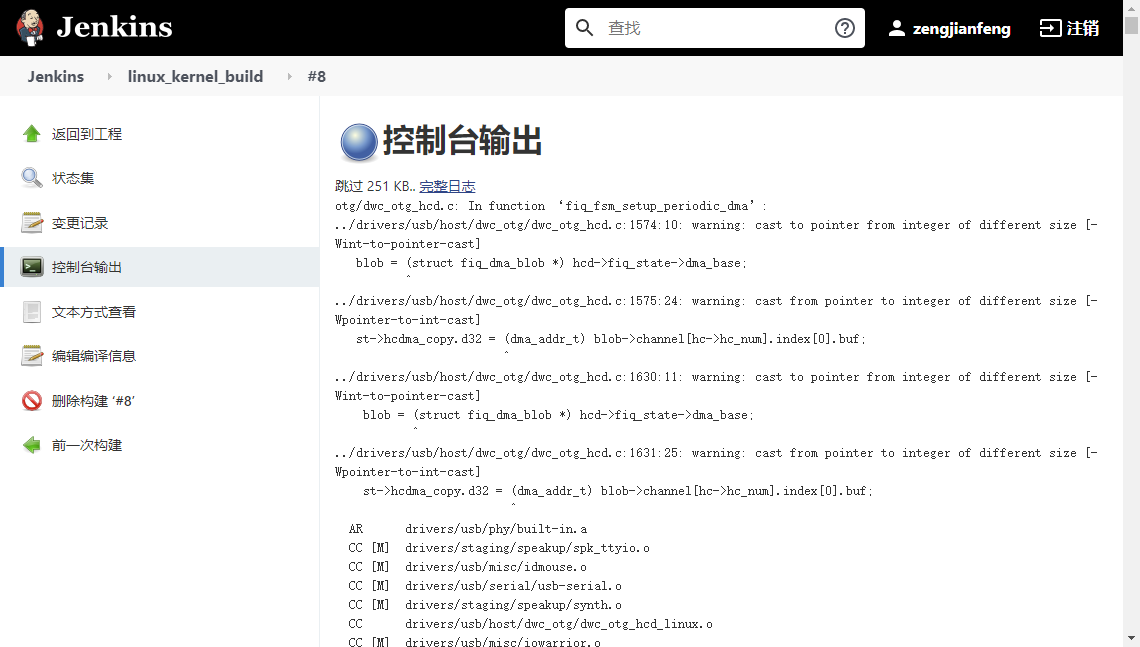 Jenkins
查找
zengjianfeng
注销
Jenkins
linux_kernel_build
#8
返回到工程
状态集
变更记录
控制台输出
文本方式查看
编辑编译信息
删除构建 ‘#8’
前一次构建
控制台输出
跳过 251 KB.. 完整日志
otg/dwc_otg_hcd.c: In function ‘fiq_fsm_setup_periodic_dma’:
../drivers/usb/host/dwc_otg/dwc_otg_hcd.c:1574:10: warning: cast to pointer from integer of different size [-
Wint-to-pointer-cast]
blob = (struct fiq_dma_blob *) hcd->fiq_state->dma_base;
^
../drivers/usb/host/dwc_otg/dwc_otg_hcd.c:1575:24: warning: cast from pointer to integer of different size [-
Wpointer-to-int-cast]
st->hcdma_copy.d32 = (dma_addr_t) blob->channel[hc->hc_num].index[0].buf;
^
../drivers/usb/host/dwc_otg/dwc_otg_hcd.c:1630:11: warning: cast to pointer from integer of different size [-
Wint-to-pointer-cast]
blob = (struct fiq_dma_blob *) hcd->fiq_state->dma_base;
^
../drivers/usb/host/dwc_otg/dwc_otg_hcd.c:1631:25: warning: cast from pointer to integer of different size [-
Wpointer-to-int-cast]
st->hcdma_copy.d32 = (dma_addr_t) blob->channel[hc->hc_num].index[0].buf;
^
AR drivers/usb/phy/built-in.a
CC [M] drivers/staging/speakup/spk_ttyio.o
CC [M] drivers/usb/misc/idmouse.o
CC [M] drivers/usb/serial/usb-serial.o
CC [M] drivers/staging/speakup/synth.o
CC drivers/usb/host/dwc_otg/dwc_otg_hcd_linux.o
CC [M] drivers/usb/misc/iowarrior.o